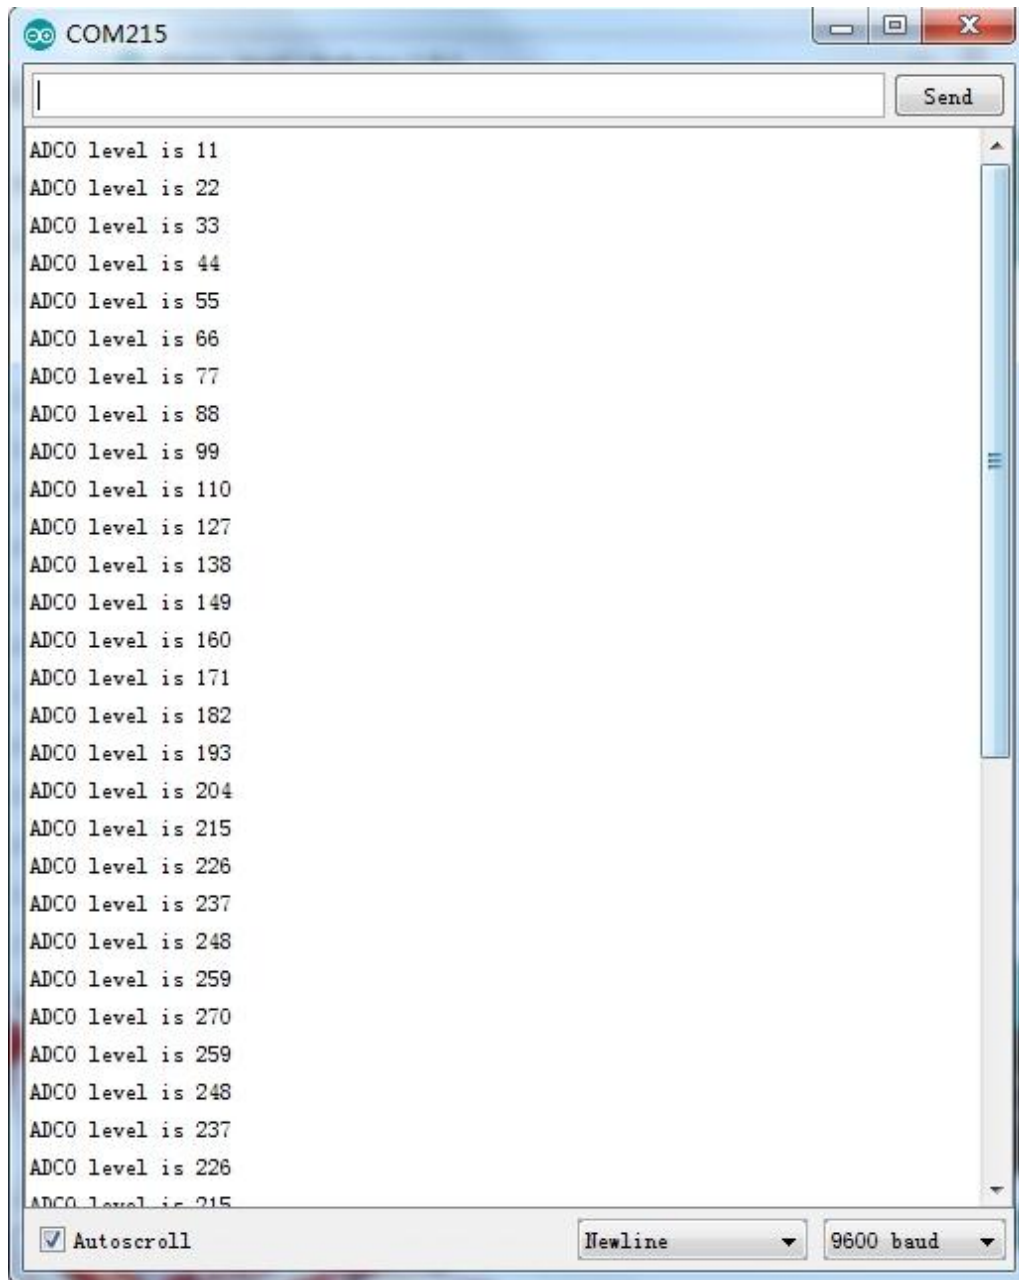 COM215
Send
ADC0 level is 11
ADC0 level is 22
ADC0 level is 33
ADC0 level is 44
ADC0 level is 55
ADC0 level is 66
ADC0 level is 77
ADC0 level is 88
ADC0 level is 99
ADC0 level is 110
ADC0 level is 127
ADC0 level is 138
ADC0 level is 149
ADC0 level is 160
ADC0 level is 171
ADC0 level is 182
ADC0 level is 193
ADC0 level is 204
ADC0 level is 215
ADC0 level is 226
ADC0 level is 237
ADC0 level is 248
ADC0 level is 259
ADC0 level is 270
ADC0 level is 259
ADC0 level is 248
ADC0 level is 237
ADC0 level is 226
ADC0 level is 215
Autoscroll
Newline
9600 baud